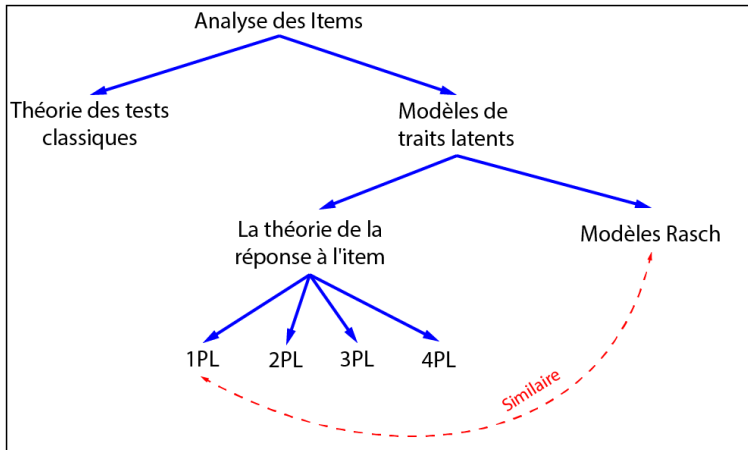 Analyse des Items
Théorie des tests
classiques
Modèles de
traits latents
La théorie de la
réponse à l'item
Modèles Rasch
1PL
2PL
3PL
4PL
Similaire